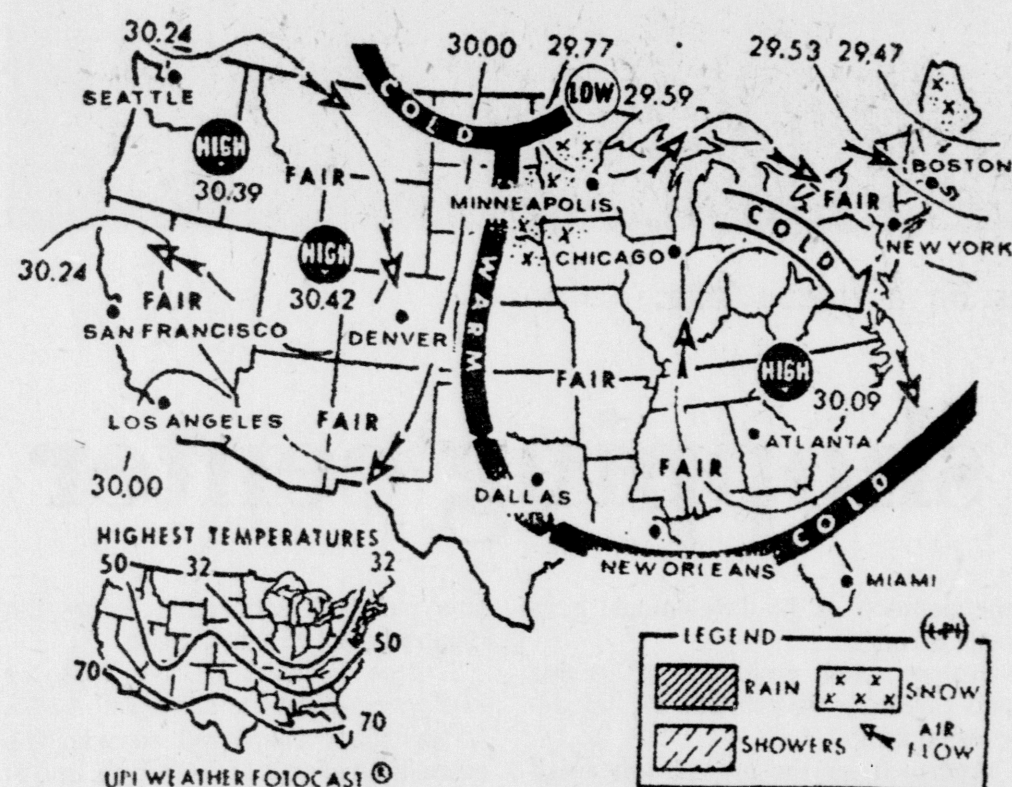 30.24
30.00
29.77
29.53
29.47
SEATTLE
COLD
LOW
29.59
HIGH
30.39
FAIR
MINNEAPOLIS
BOSTON
FAIR
NEW YORK
COLD
30.24
HIGH
30.42
CHICAGO
FAIR
SAN FRANCISCO
DENVER
WARM
FAIR
HIGH
30.09
LOS ANGELES
FAIR
ATLANTA
30.00
DALLAS
FAIR
COLD
NEW ORLEANS
MIAMI
HIGHEST TEMPERATURES
50
32
32
50
70
70
UPI WEATHER FOTOCAST ®
LEGEND
(UPI)
RAIN
SNOW
SHOWERS
AIR FLOW